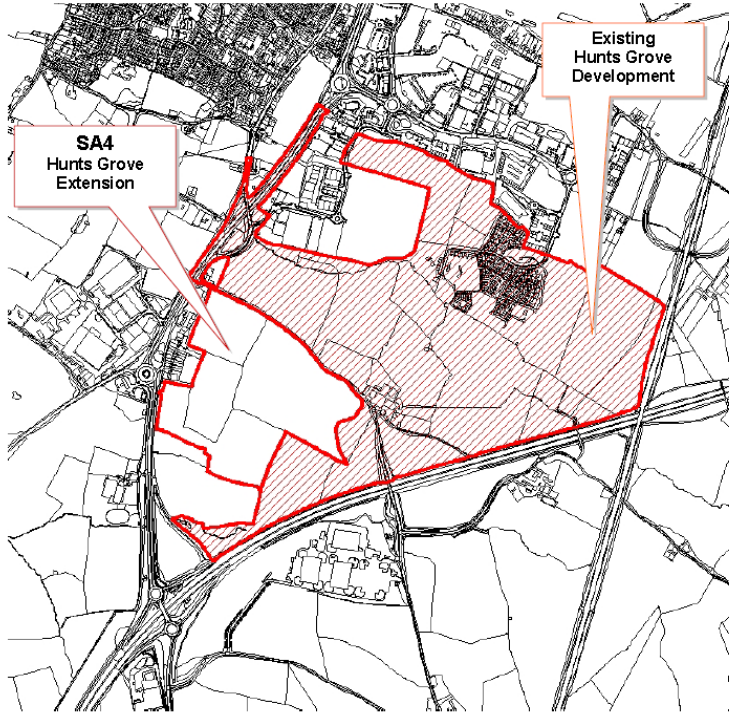 Existing
Hunts Grove
Development
SA4
Hunts Grove
Extension